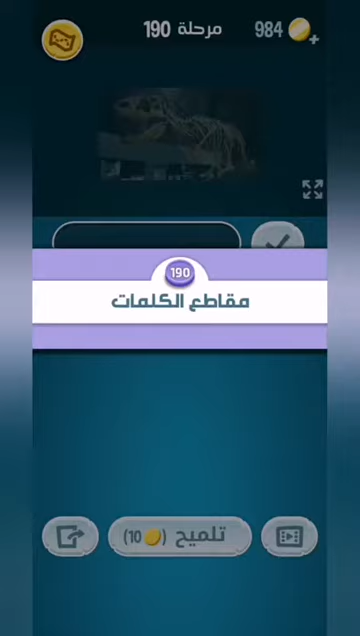 مرحلة 190
984
190
مقاطع الكلمات
تلميح (10)